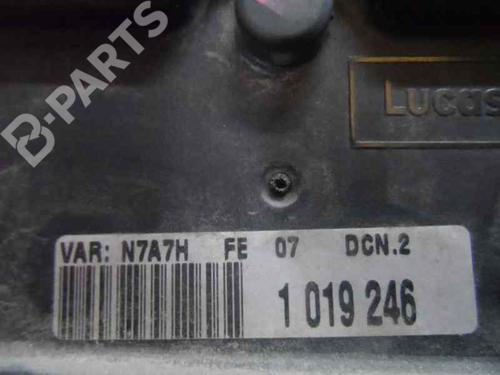 B-PARTS
Lucas
VAR: N7A7H FE 07 DCN.2
1 019 246